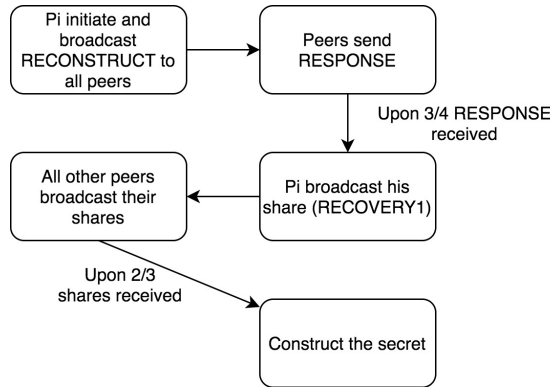 Pi initiate and
broadcast
RECONSTRUCT to
all peers
Peers send
RESPONSE
Upon 3/4 RESPONSE
received
Pi broadcast his
share (RECOVERY1)
All other peers
broadcast their
shares
Upon 2/3
shares received
Construct the secret